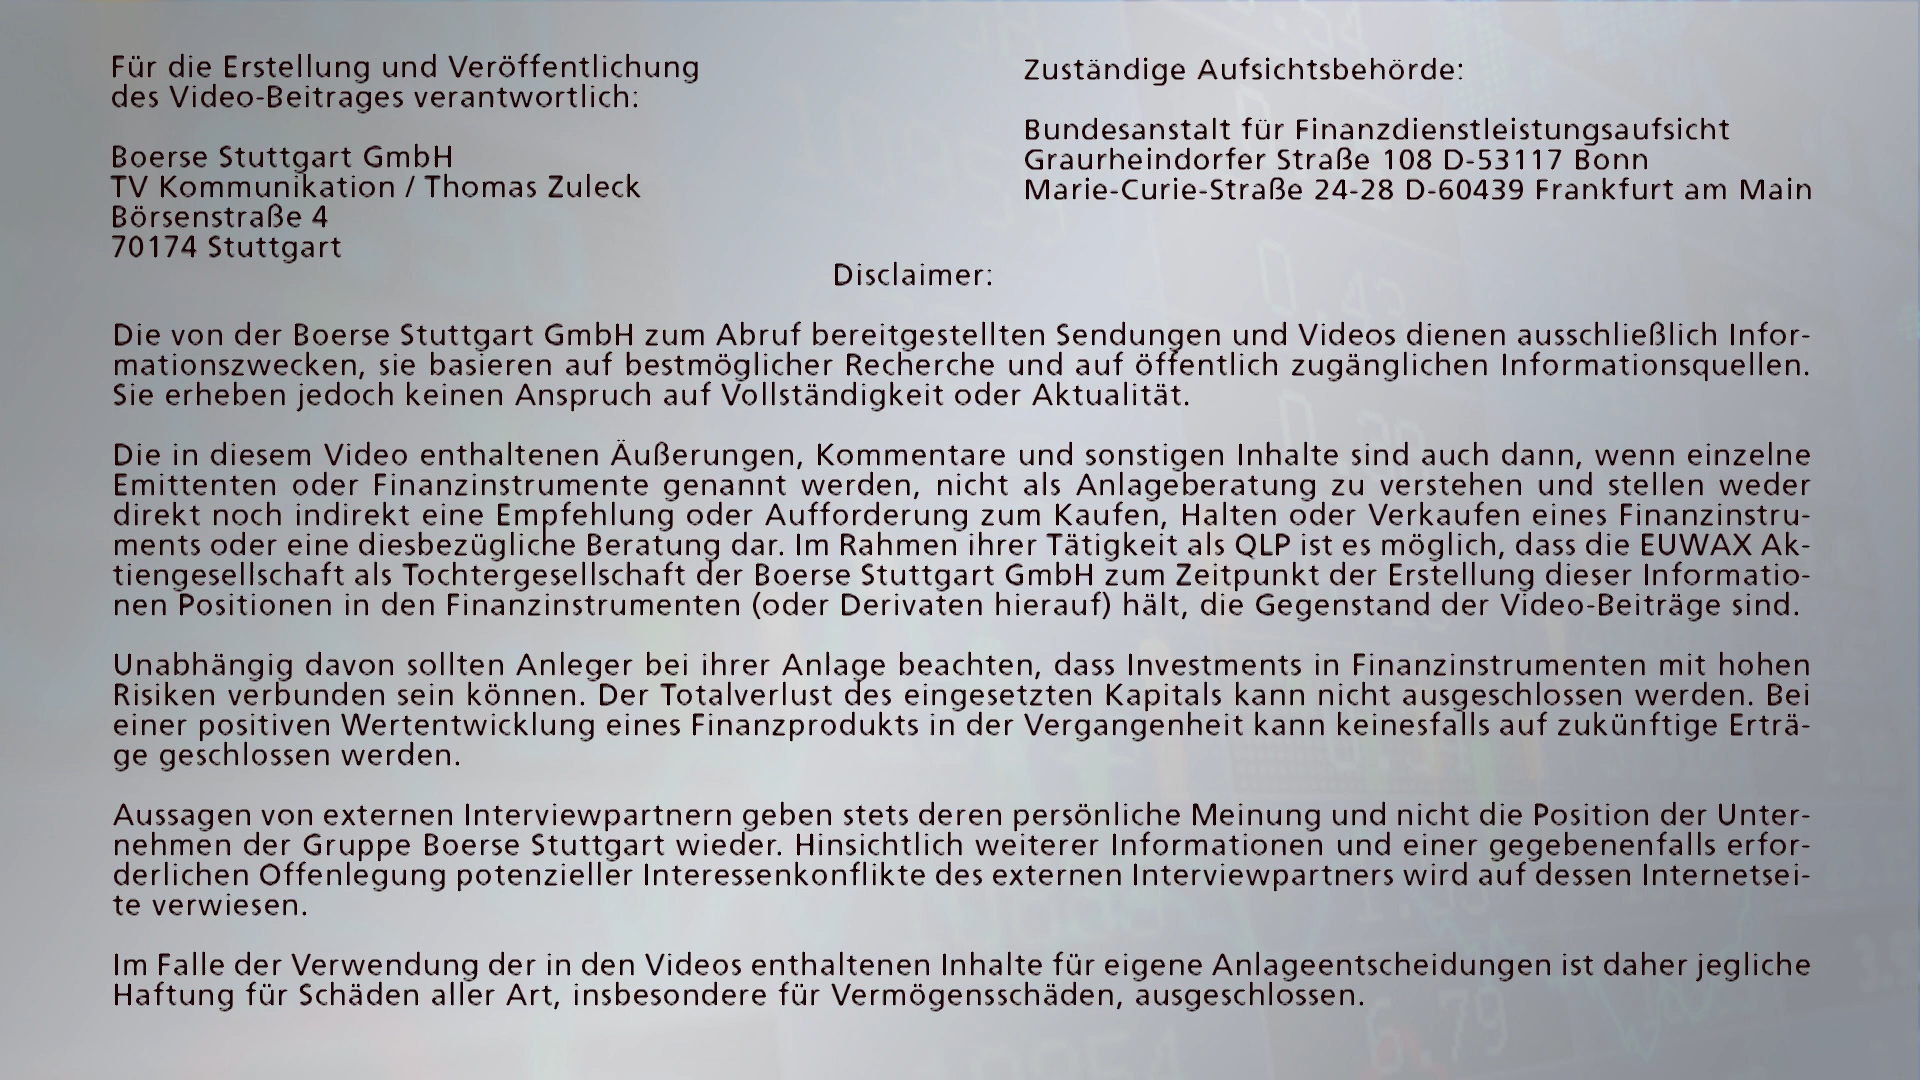 Für die Erstellung und Veröffentlichung
des Video-Beitrages verantwortlich:
Boerse Stuttgart GmbH
TV Kommunikation / Thomas Zuleck
Börsenstraße 4
70174 Stuttgart
Zuständige Aufsichtsbehörde:
Bundesanstalt für Finanzdienstleistungsaufsicht
Graurheindorfer Straße 108 D-53117 Bonn
Marie-Curie-Straße 24-28 D-60439 Frankfurt am Main
Disclaimer:
Die von der Boerse Stuttgart GmbH zum Abruf bereitgestellten Sendungen und Videos dienen ausschließlich Infor-
mationszwecken, sie basieren auf bestmöglicher Recherche und auf öffentlich zugänglichen Informationsquellen.
Sie erheben jedoch keinen Anspruch auf Vollständigkeit oder Aktualität.
Die in diesem Video enthaltenen Äußerungen, Kommentare und sonstigen Inhalte sind auch dann, wenn einzelne
Emittenten oder Finanzinstrumente genannt werden, nicht als Anlageberatung zu verstehen und stellen weder
direkt noch indirekt eine Empfehlung oder Aufforderung zum Kaufen, Halten oder Verkaufen eines Finanzinstru-
ments oder eine diesbezügliche Beratung dar. Im Rahmen ihrer Tätigkeit als QLP ist es möglich, dass die EUWAX Ak-
tiengesellschaft als Tochtergesellschaft der Boerse Stuttgart GmbH zum Zeitpunkt der Erstellung dieser Informatio-
nen Positionen in den Finanzinstrumenten (oder Derivaten hierauf) hält, die Gegenstand der Video-Beiträge sind.
Unabhängig davon sollten Anleger bei ihrer Anlage beachten, dass Investments in Finanzinstrumenten mit hohen
Risiken verbunden sein können. Der Totalverlust des eingesetzten Kapitals kann nicht ausgeschlossen werden. Bei
einer positiven Wertentwicklung eines Finanzprodukts in der Vergangenheit kann keinesfalls auf zukünftige Erträ-
ge geschlossen werden.
Aussagen von externen Interviewpartnern geben stets deren persönliche Meinung und nicht die Position der Unter-
nehmen der Gruppe Boerse Stuttgart wieder. Hinsichtlich weiterer Informationen und einer gegebenenfalls erfor-
derlichen Offenlegung potenzieller Interessenkonflikte des externen Interviewpartners wird auf dessen Internetsei-
te verwiesen.
Im Falle der Verwendung der in den Videos enthaltenen Inhalte für eigene Anlageentscheidungen ist daher jegliche
Haftung für Schäden aller Art, insbesondere für Vermögensschäden, ausgeschlossen.